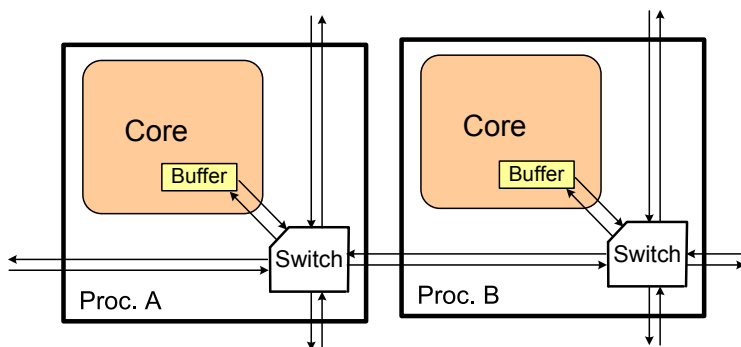 Core
Buffer
Switch
Proc. A
Core
Buffer
Switch
Proc. B